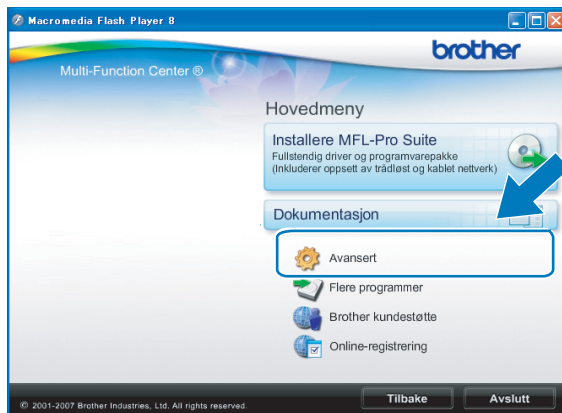 Macromedia Flash Player 8
brother
Multi-Function Center ®
Hovedmeny
Installere MFL-Pro Suite
Fullstendig driver og programvarepakke
(Inkluderer oppsett av trådløst og kablet nettverk)
Dokumentasjon
Avansert
Flere programmer
Brother kundestøtte
Online-registrering
© 2001-2007 Brother Industries, Ltd. All rights reserved.
Tilbake
Avslutt